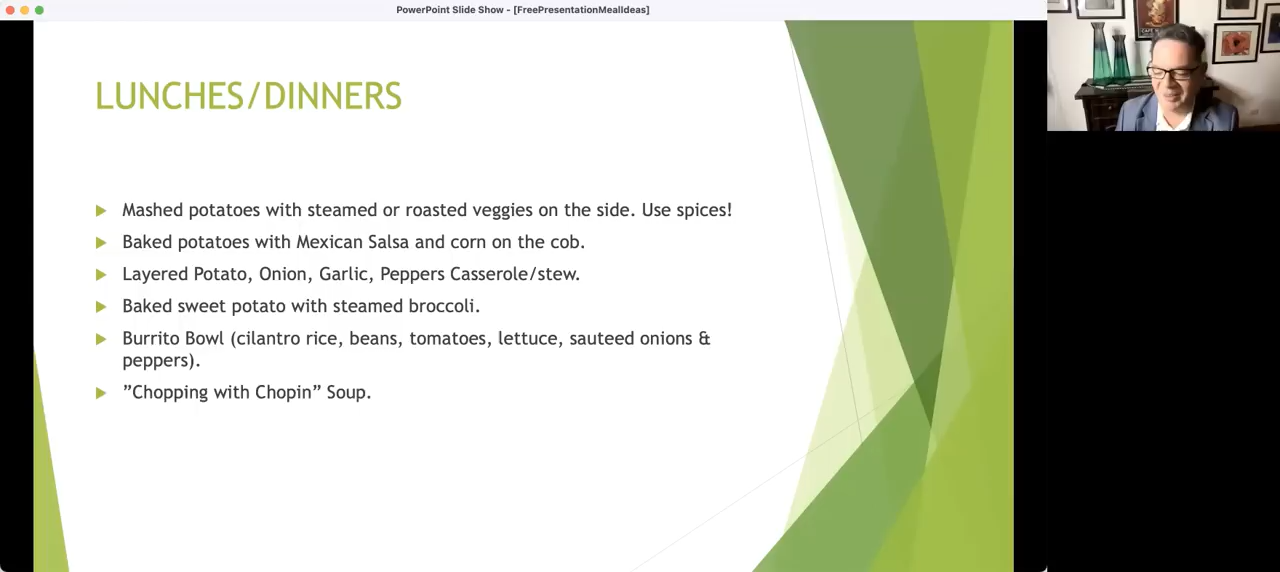 PowerPoint Slide Show - [FreePresentationMealIdeas]
LUNCHES/DINNERS
Mashed potatoes with steamed or roasted veggies on the side. Use spices!
Baked potatoes with Mexican Salsa and corn on the cob.
Layered Potato, Onion, Garlic, Peppers Casserole/stew.
Baked sweet potato with steamed broccoli.
Burrito Bowl (cilantro rice, beans, tomatoes, lettuce, sauteed onions &
peppers).
”Chopping with Chopin” Soup.